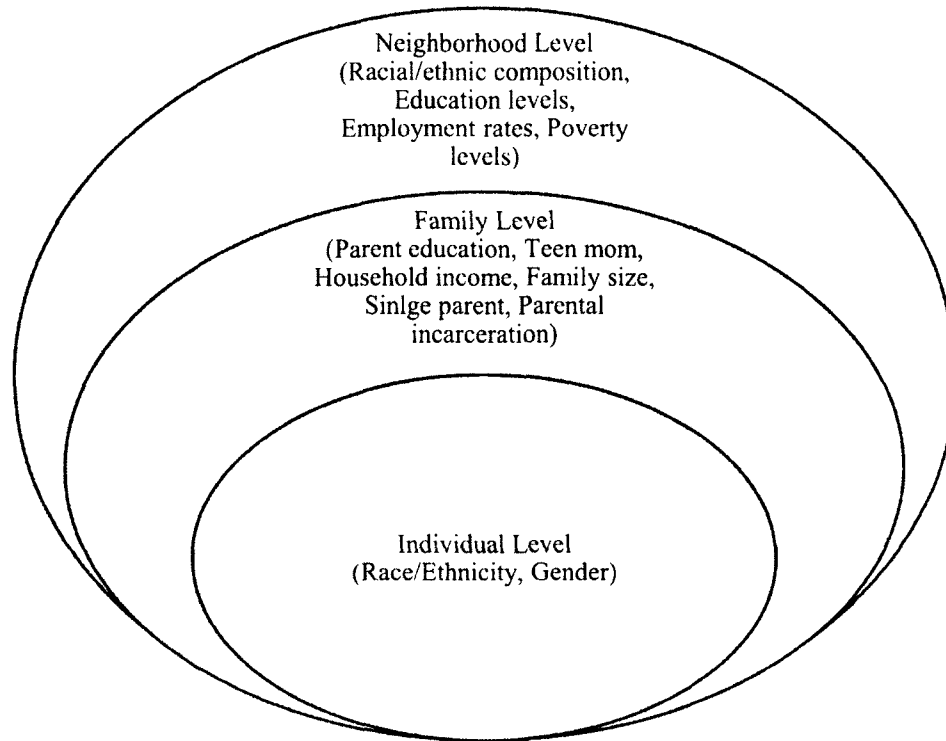 Neighborhood Level
(Racial/ethnic composition,
Education levels,
Employment rates, Poverty
levels)
Family Level
(Parent education, Teen mom,
Household income, Family size,
Sinlge parent, Parental
incarceration)
Individual Level
(Race/Ethnicity, Gender)